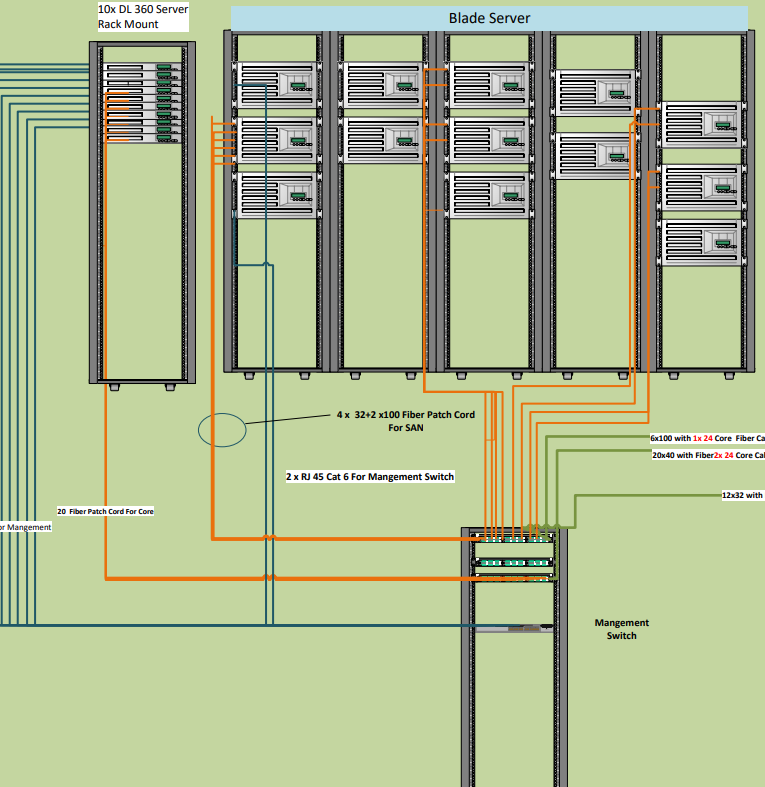 10x DL 360 Server
Rack Mount
Blade Server
4 x 32+2 x100 Fiber Patch Cord
For SAN
6x100 with 1x 24 Core Fiber Ca
20x40 with Fiber2x 24 Core Cal
2 x RJ 45 Cat 6 For Mangement Switch
12x32 with
20 Fiber Patch Cord For Core
or Mangement
Mangement
Switch